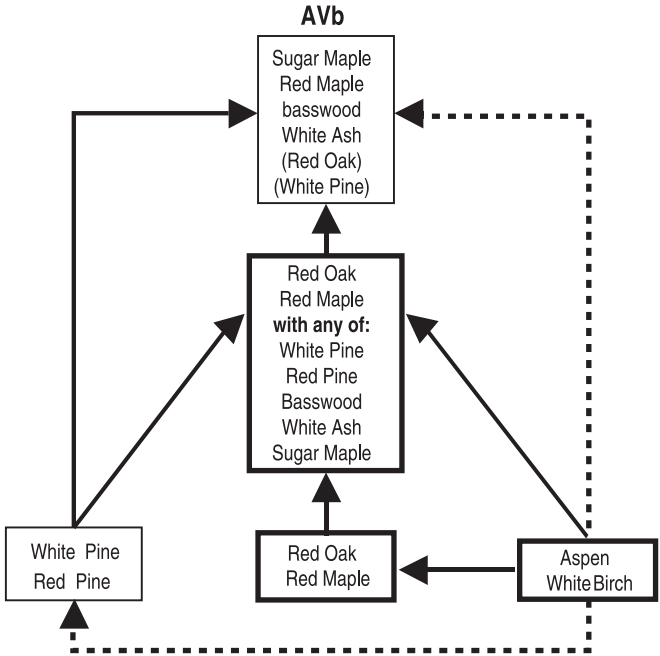 AVb
Sugar Maple
Red Maple
basswood
White Ash
(Red Oak)
(White Pine)
Red Oak
Red Maple
with any of:
White Pine
Red Pine
Basswood
White Ash
Sugar Maple
White Pine
Red Pine
Red Oak
Red Maple
Aspen
White Birch